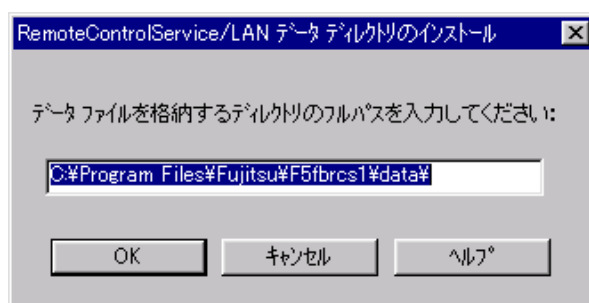 RemoteControlService/LAN ﾃﾞｰﾀ ﾃﾞｨﾚｸﾄﾘのインストール
ﾃﾞｰﾀ ﾌｧｲﾙを格納するﾃﾞｨﾚｸﾄﾘのﾌﾙﾊﾟｽを入力してください:
C:¥Program Files¥Fujitsu¥F5fbrcs1¥data¥
OK ｷｬﾝｾﾙ ﾍﾙﾌﾟ